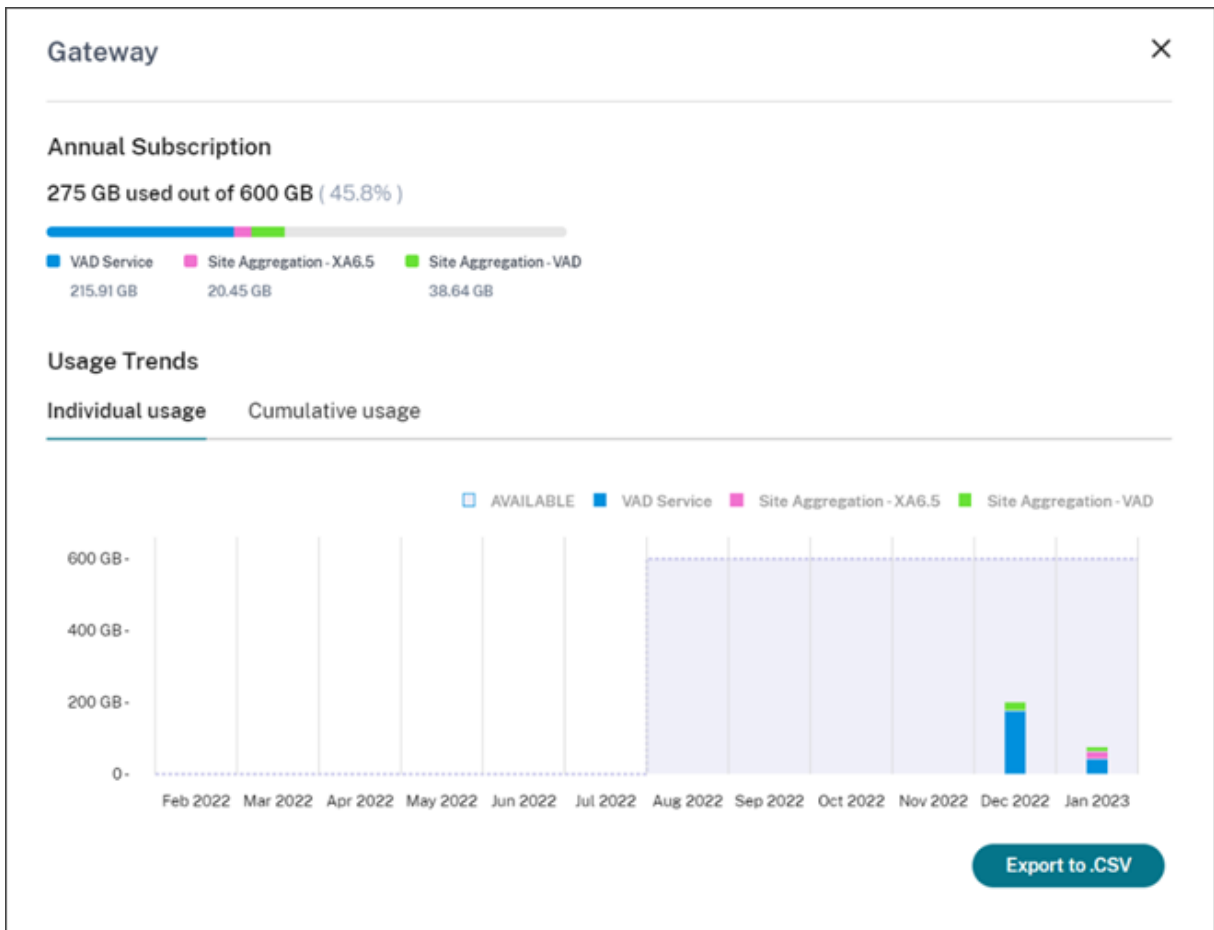 Gateway
Annual Subscription
275 GB used out of 600 GB ( 45.8% )
VAD Service Site Aggregation - XA6.5 Site Aggregation - VAD
215.91 GB 20.45 GB 38.64 GB
Usage Trends
Individual usage Cumulative usage
AVAILABLE VAD Service Site Aggregation - XA6.5 Site Aggregation - VAD
600 GB -
400 GB -
200 GB -
0 -
Feb 2022 Mar 2022 Apr 2022 May 2022 Jun 2022 Jul 2022 Aug 2022 Sep 2022 Oct 2022 Nov 2022 Dec 2022 Jan 2023
Export to .CSV